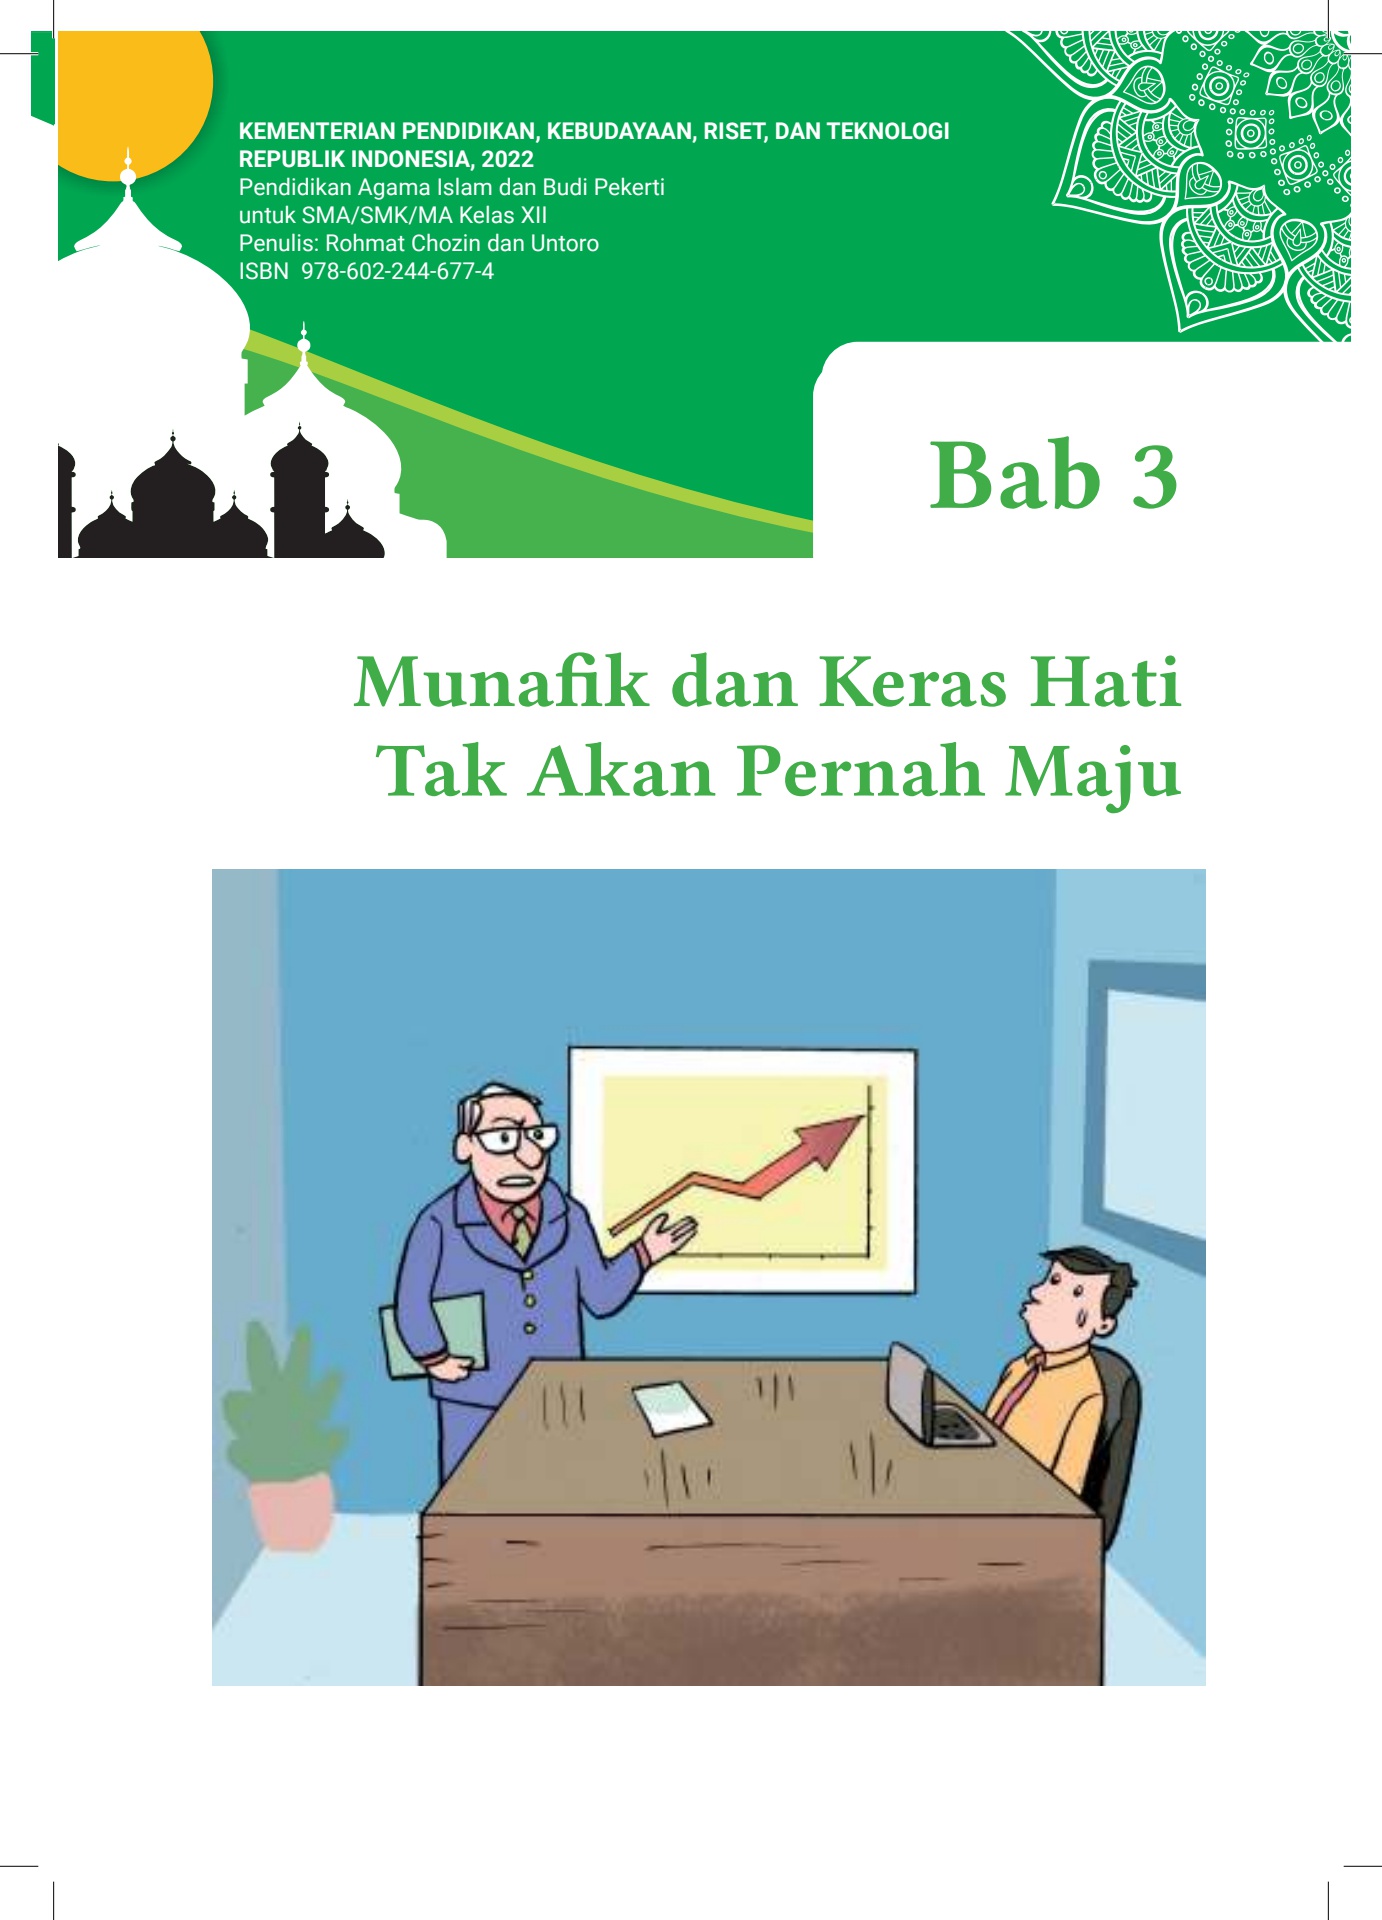 KEMENTERIAN PENDIDIKAN, KEBUDAYAAN, RISET, DAN TEKNOLOGI
REPUBLIK INDONESIA, 2022
Pendidikan Agama Islam dan Budi Pekerti
untuk SMA/SMK/MA Kelas XII
Penulis: Rohmat Chozin dan Untoro
ISBN  978-602-244-677-4
Bab 3
Munafik dan Keras Hati
Tak Akan Pernah Maju